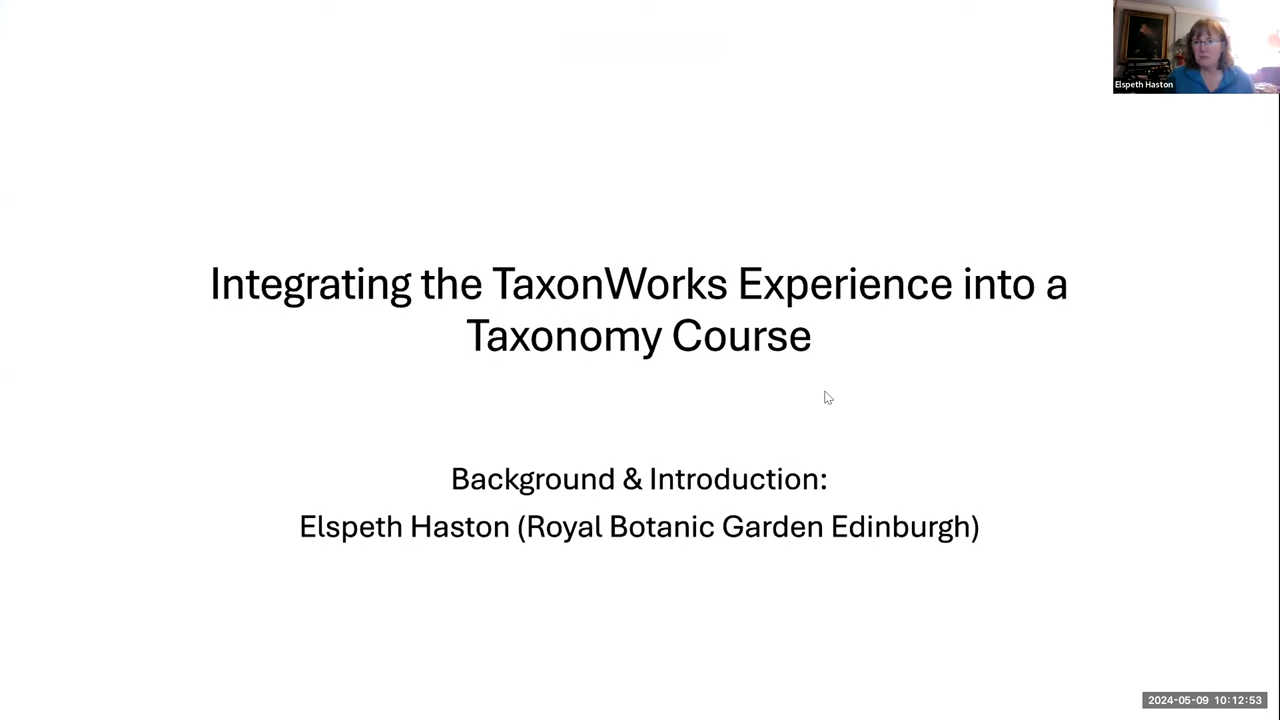 Elspeth Haston
Integrating the TaxonWorks Experience into a
Taxonomy Course
Background & Introduction:
Elspeth Haston (Royal Botanic Garden Edinburgh)
2024-05-09 10:12:53